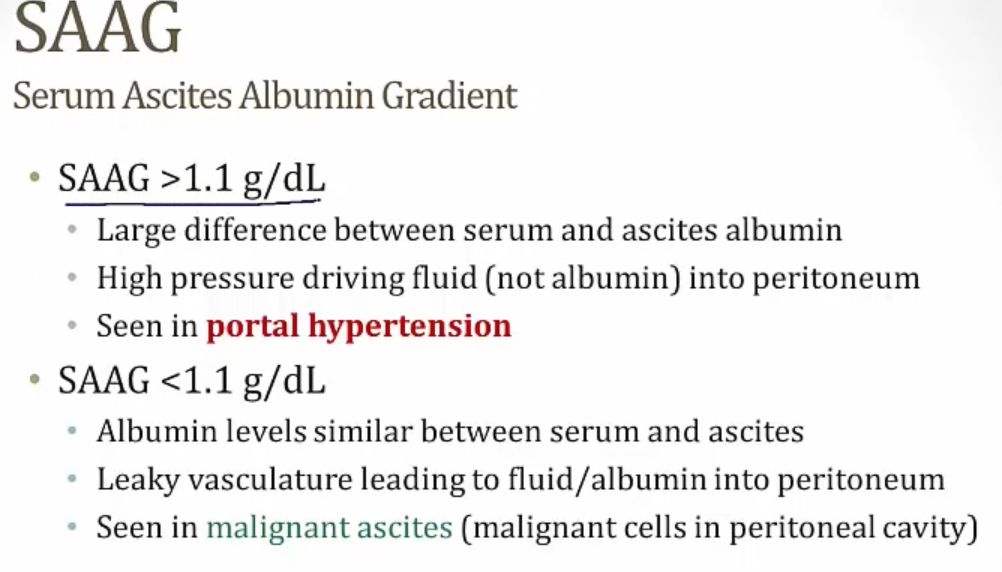 SAAG
Serum Ascites Albumin Gradient
• SAAG >1.1 g/dL
• Large difference between serum and ascites albumin
• High pressure driving fluid (not albumin) into peritoneum
• Seen in portal hypertension
• SAAG <1.1 g/dL
• Albumin levels similar between serum and ascites
• Leaky vasculature leading to fluid/albumin into peritoneum
• Seen in malignant ascites (malignant cells in peritoneal cavity)